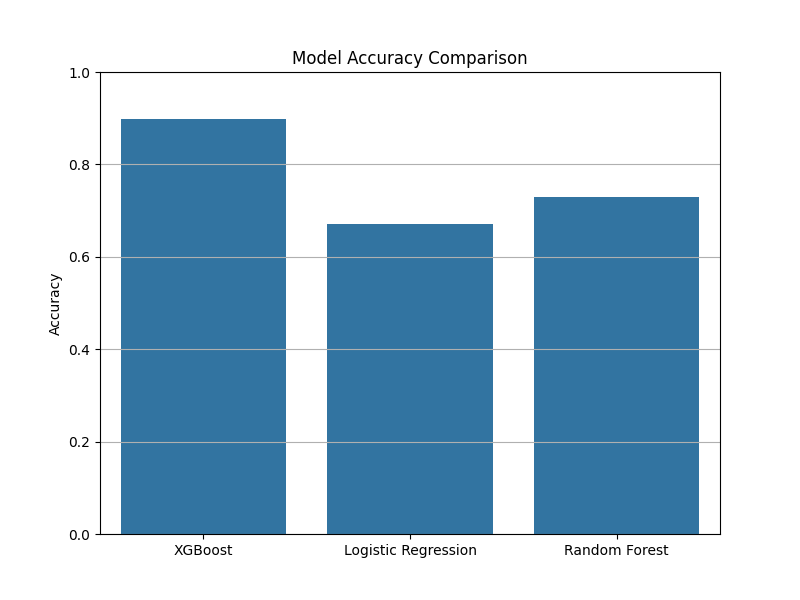 Model Accuracy Comparison
1.0
0.8
0.6
0.4
0.2
0.0
Accuracy
XGBoost
Logistic Regression
Random Forest